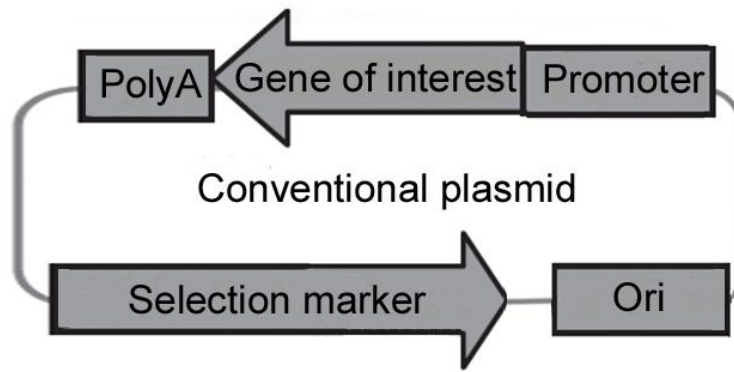 PolyA Gene of interest Promoter
Conventional plasmid
Selection marker Ori